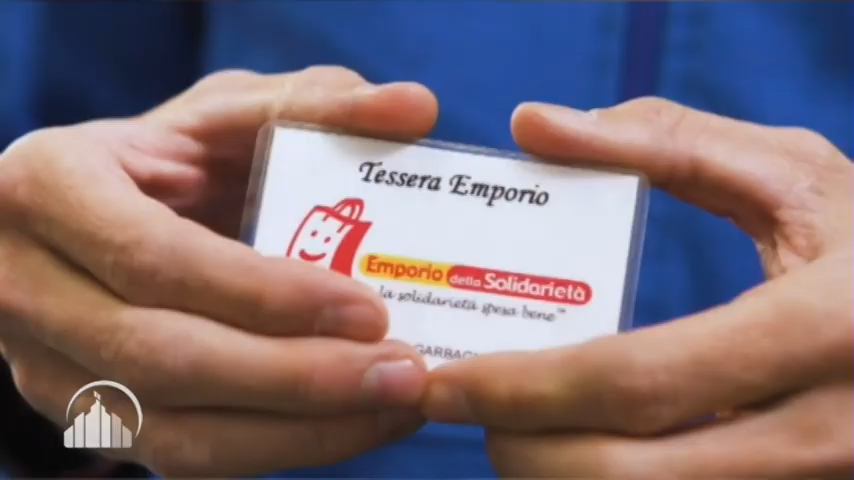 Tessera Emporio
Emporio della Solidarietà
la solidarietà spesa bene™